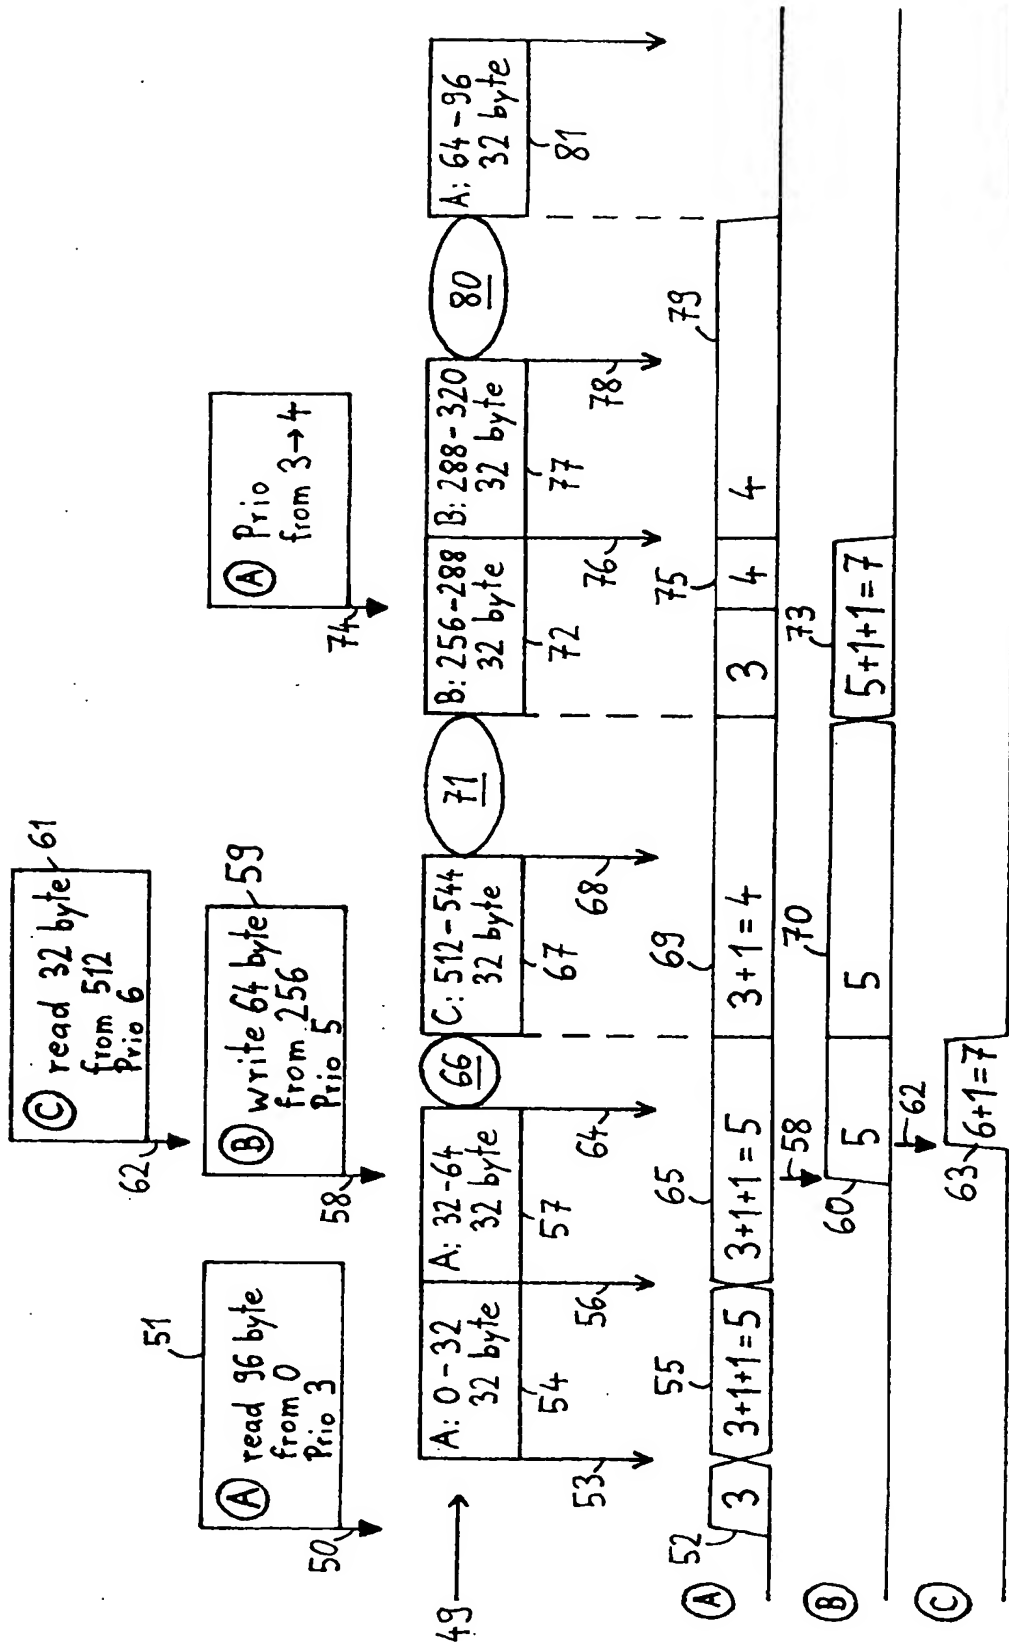 61
Ⓒ read 32 byte
from 512
Prio 6
62
51
Ⓐ read 96 byte
from 0
Prio 3
50
59
Ⓑ write 64 byte
from 256
Prio 5
58
Ⓐ Prio
from 3→4
74
49
A: 0-32
32 byte
A: 32-64
32 byte
66
C: 512-544
32 byte
71
B: 256-288
32 byte
B: 288-320
32 byte
80
A: 64-96
32 byte
53
54
56
57
64
67
68
72
76
77
78
81
52
55
65
69
75
79
Ⓐ
3
3+1+1=5
3+1+1=5
3+1=4
3
4
4
58
60
70
73
Ⓑ
5
5
5+1+1=7
62
63
Ⓒ
6+1=7